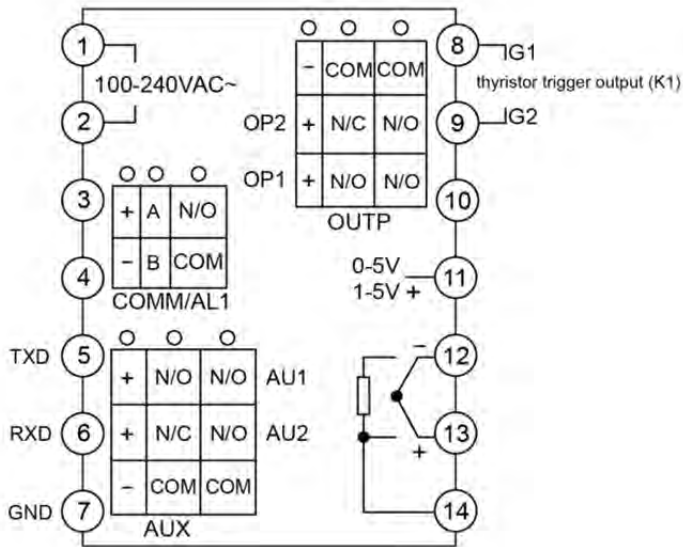 1
100-240VAC~
2
3
+ A N/O
4
- B COM
COMM/AL1
TXD 5
+ N/O N/O AU1
RXD 6
+ N/C N/O AU2
GND 7
- COM COM
AUX
- COM COM
OP2 + N/C N/O
OP1 + N/O N/O
OUTP
8 G1
thyristor trigger output (K1)
9 G2
10
0-5V
1-5V + 11
- 12
+ 13
14